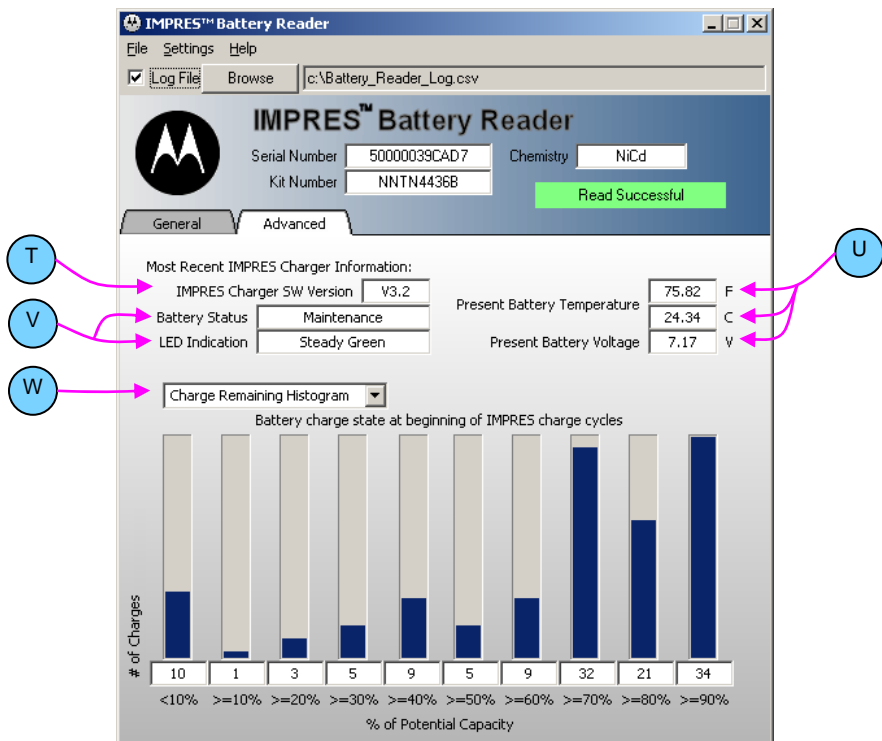 IMPRES™ Battery Reader
File Settings Help
Log File Browse c:\Battery_Reader_Log.csv
IMPRES™ Battery Reader
Serial Number 50000039CAD7 Chemistry NiCd
Kit Number NNTN4436B Read Successful
General Advanced
T U
Most Recent IMPRES Charger Information:
IMPRES Charger SW Version V3.2 Present Battery Temperature 75.82 F
V Battery Status Maintenance 24.34 C
LED Indication Steady Green Present Battery Voltage 7.17 V
W Charge Remaining Histogram
Battery charge state at beginning of IMPRES charge cycles
# of Charges
10 1 3 5 9 5 9 32 21 34
<10% >=10% >=20% >=30% >=40% >=50% >=60% >=70% >=80% >=90%
% of Potential Capacity